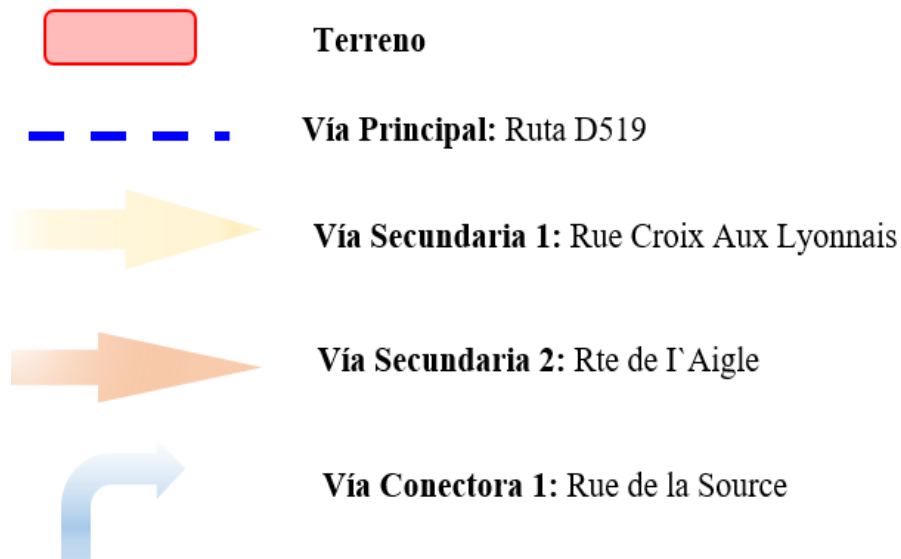 Terreno
Vía Principal: Ruta D519
Vía Secundaria 1: Rue Croix Aux Lyonnais
Vía Secundaria 2: Rte de I`Aigle
Vía Conectora 1: Rue de la Source